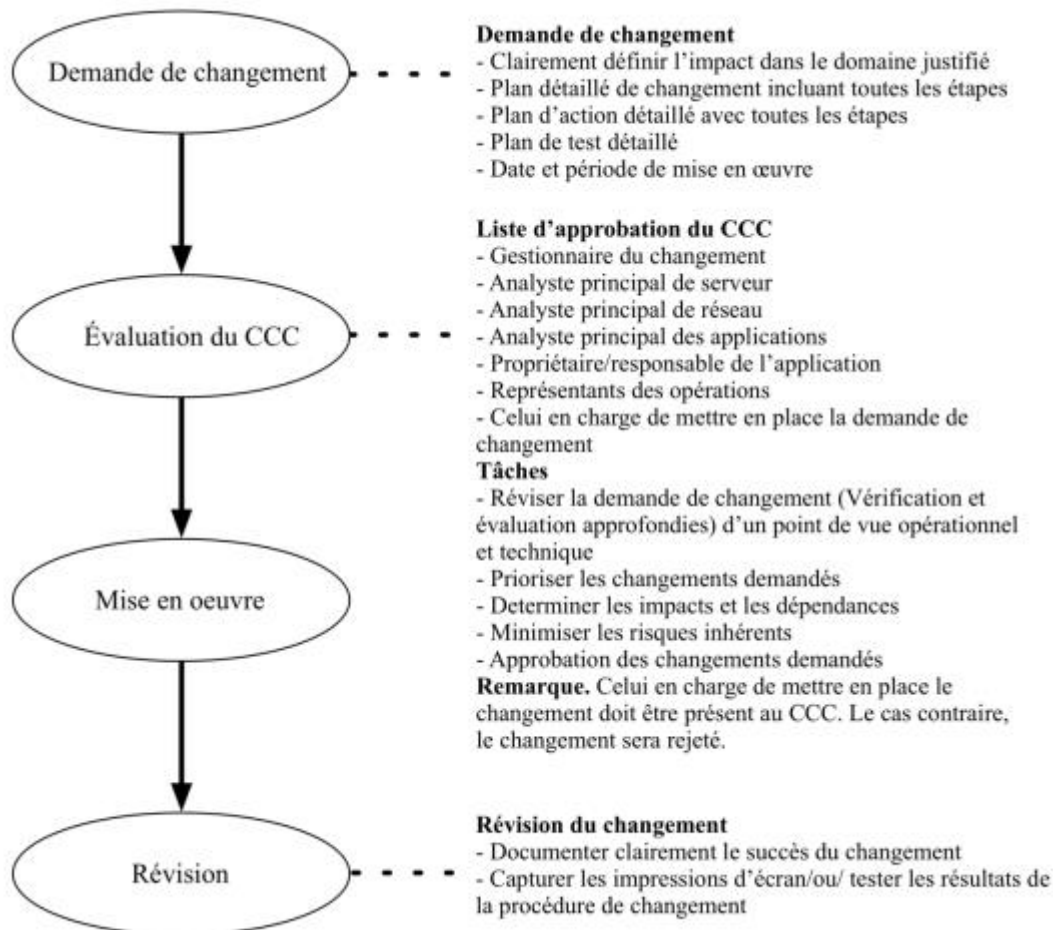 Demande de changement
Demande de changement
- Clairement définir l'impact dans le domaine justifié
- Plan détaillé de changement incluant toutes les étapes
- Plan d'action détaillé avec toutes les étapes
- Plan de test détaillé
- Date et période de mise en œuvre
Évaluation du CCC
Liste d'approbation du CCC
- Gestionnaire du changement
- Analyste principal de serveur
- Analyste principal de réseau
- Analyste principal des applications
- Propriétaire/responsable de l'application
- Représentants des opérations
- Celui en charge de mettre en place la demande de
changement
Tâches
- Réviser la demande de changement (Vérification et
évaluation approfondies) d'un point de vue opérationnel
et technique
- Prioriser les changements demandés
- Determiner les impacts et les dépendances
- Minimiser les risques inhérents
- Approbation des changements demandés
Remarque. Celui en charge de mettre en place le
changement doit être présent au CCC. Le cas contraire,
le changement sera rejeté.
Mise en oeuvre
Révision
Révision du changement
- Documenter clairement le succès du changement
- Capturer les impressions d'écran/ou/ tester les résultats de
la procédure de changement